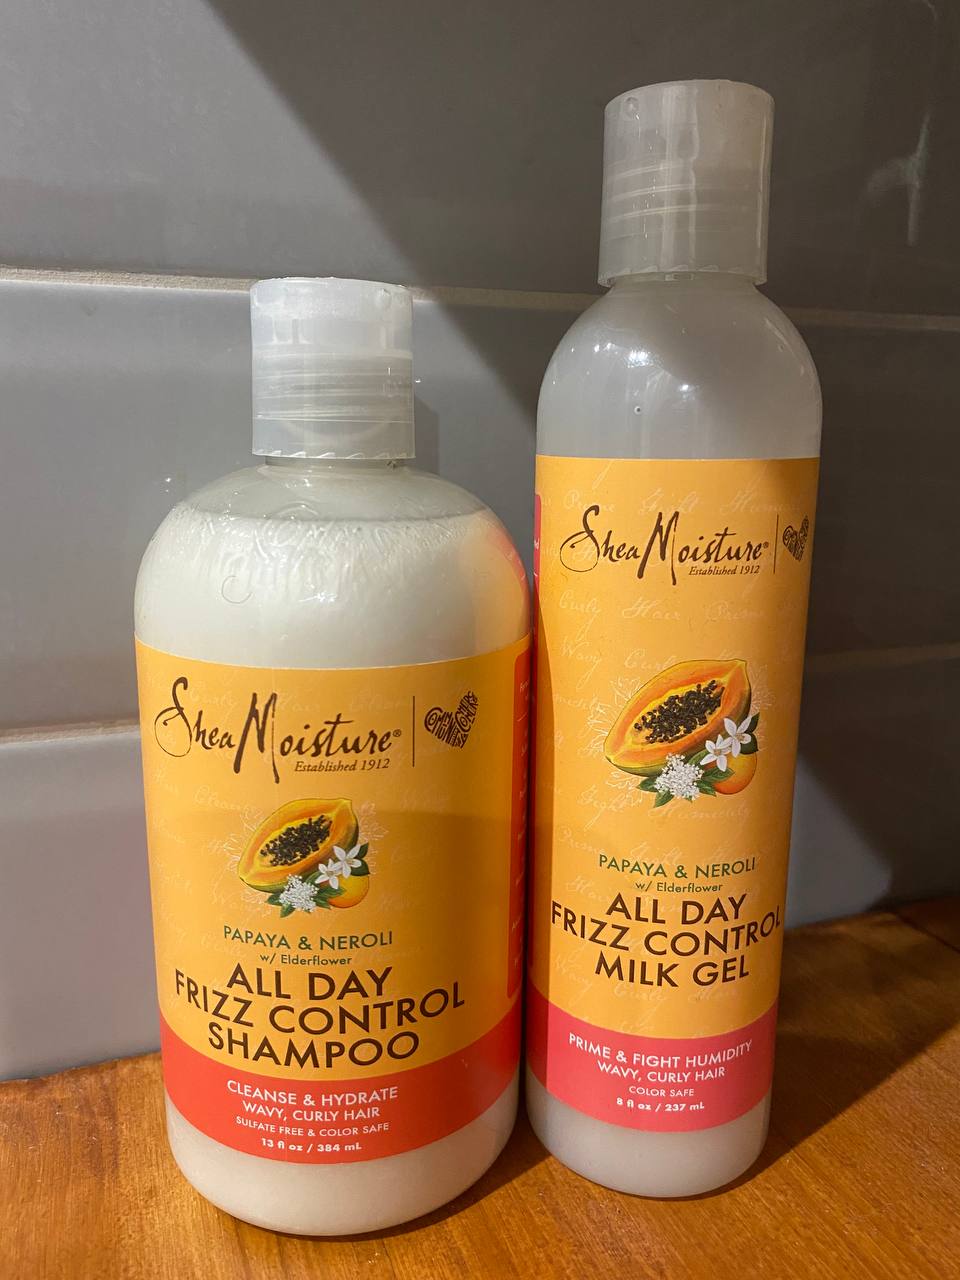 SheaMoisture®
Established 1912
COMMUNITY COMMERCE
PAPAYA & NEROLI
w/ Elderflower
ALL DAY
FRIZZ CONTROL
SHAMPOO
CLEANSE & HYDRATE
WAVY, CURLY HAIR
SULFATE FREE & COLOR SAFE
13 fl oz / 384 mL
SheaMoisture®
Established 1912
PAPAYA & NEROLI
w/ Elderflower
ALL DAY
FRIZZ CONTROL
MILK GEL
PRIME & FIGHT HUMIDITY
WAVY, CURLY HAIR
COLOR SAFE
8 fl oz / 237 mL